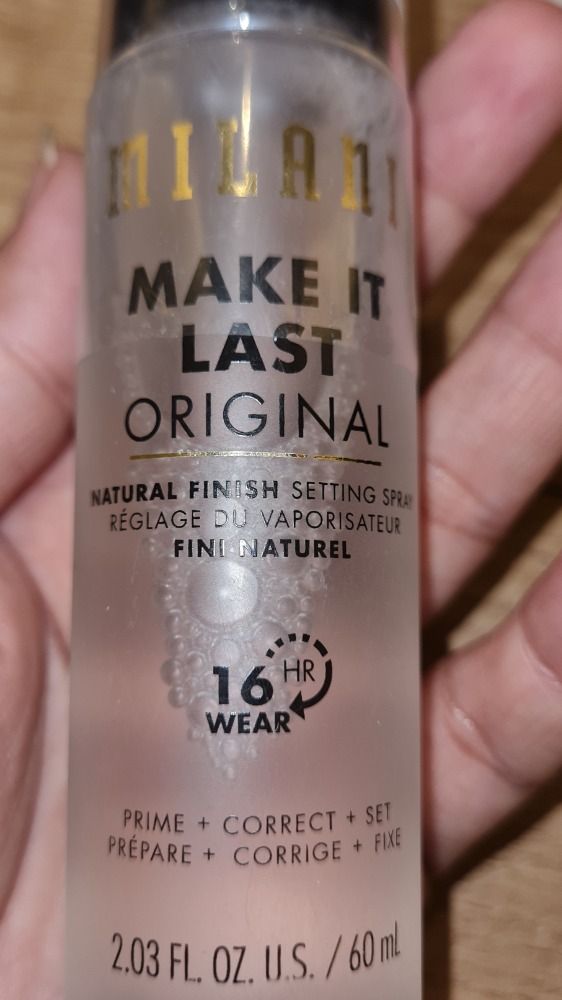 MILANI
MAKE IT
LAST
ORIGINAL
NATURAL FINISH SETTING SPRAY
RÉGLAGE DU VAPORISATEUR
FINI NATUREL
16 HR
WEAR
PRIME + CORRECT + SET
PRÉPARE + CORRIGE + FIXE
2.03 FL. OZ. U.S. / 60 mL